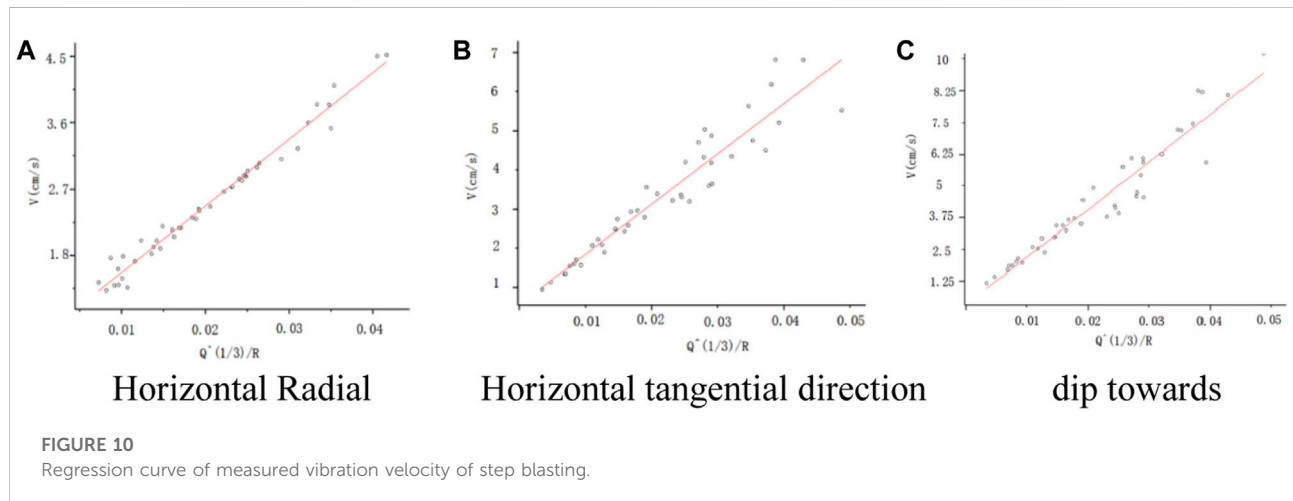 A
4.5
3.6
2.7
1.8
V(cm/s)
0.01 0.02 0.03 0.04
Q^(1/3)/R
Horizontal Radial
B
7
6
5
4
3
2
1
V(cm/s)
0.01 0.02 0.03 0.04 0.05
Q^(1/3)/R
Horizontal tangential direction
C
10
8.25
7.5
6.25
5
3.75
2.5
1.25
V(cm/s)
0.01 0.02 0.03 0.04 0.05
Q^(1/3)/R
dip towards
FIGURE 10
Regression curve of measured vibration velocity of step blasting.